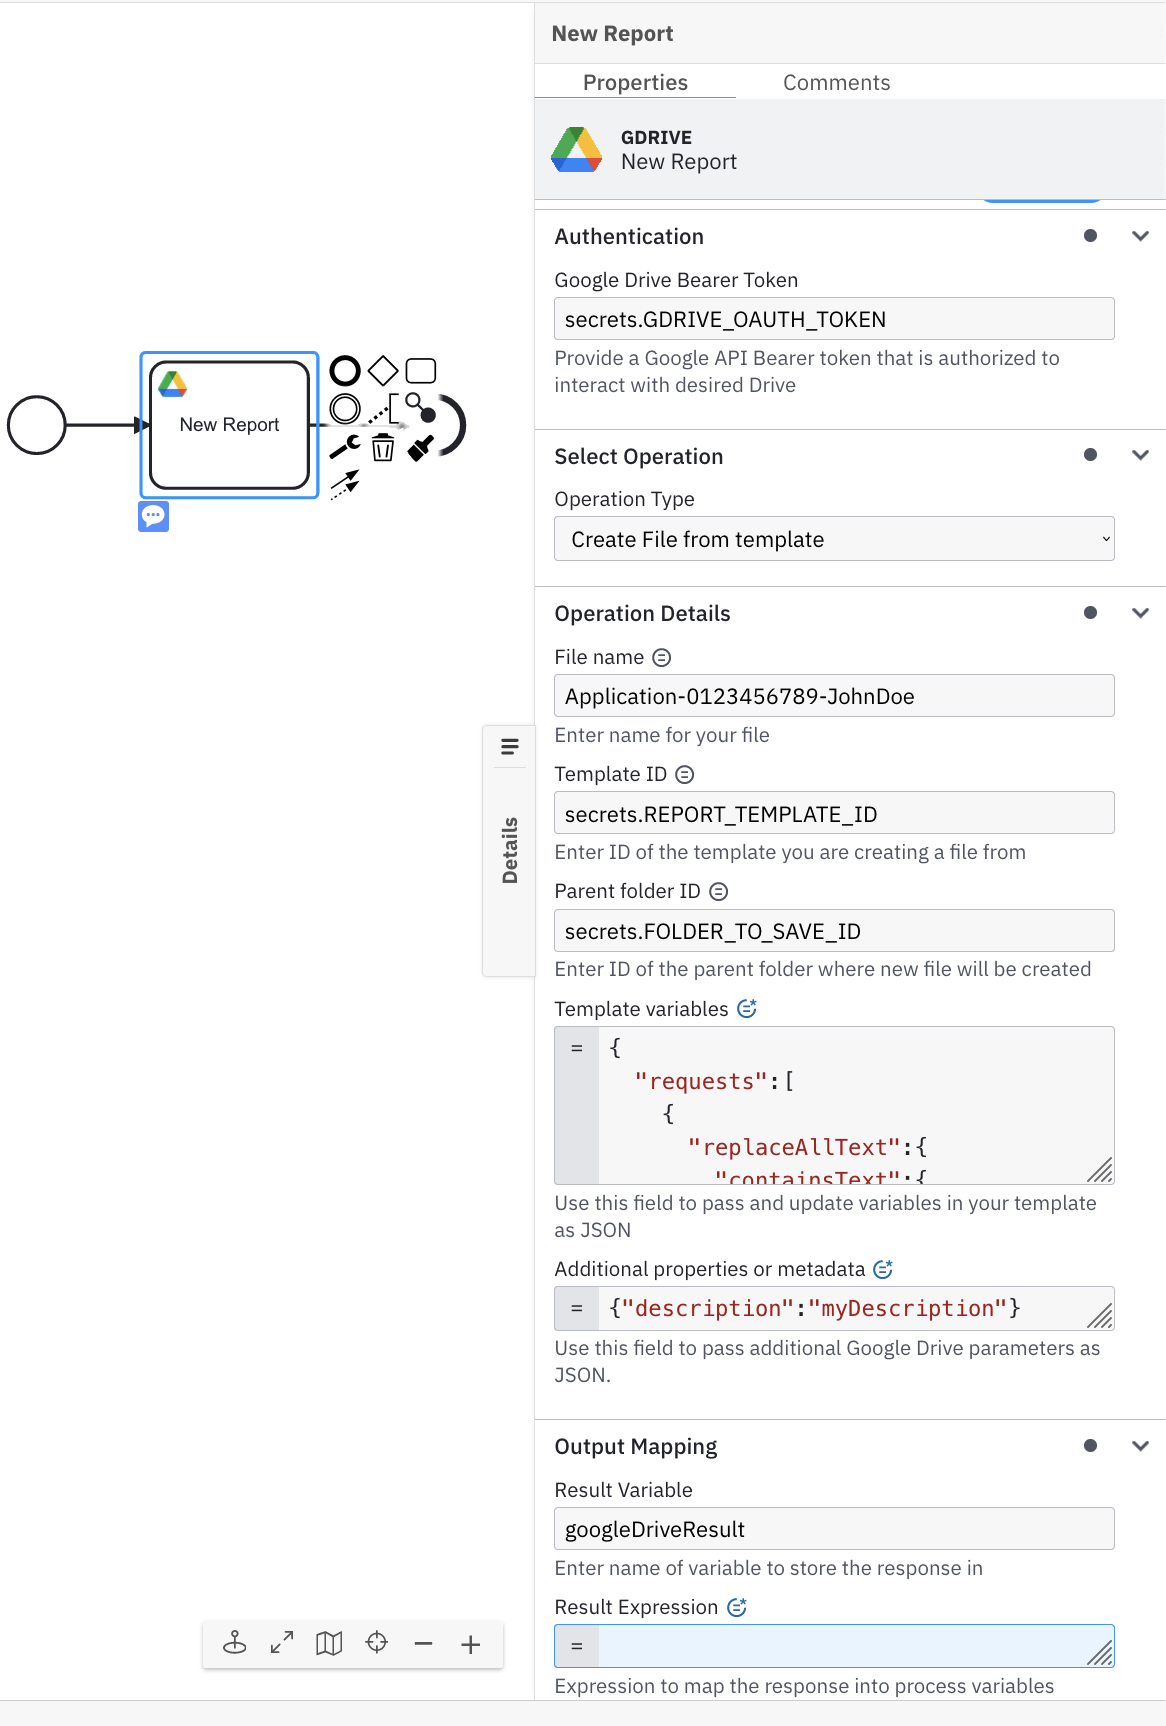 New Report
Properties
Comments
GDRIVE
New Report
Authentication
Google Drive Bearer Token
secrets.GDRIVE_OAUTH_TOKEN
Provide a Google API Bearer token that is authorized to
interact with desired Drive
Select Operation
Operation Type
Create File from template
Operation Details
File name
Application-0123456789-JohnDoe
Enter name for your file
Template ID
secrets.REPORT_TEMPLATE_ID
Enter ID of the template you are creating a file from
Parent folder ID
secrets.FOLDER_TO_SAVE_ID
Enter ID of the parent folder where new file will be created
Template variables
= {
"requests":[
{
"replaceAllText":{
"containsText":{
Use this field to pass and update variables in your template
as JSON
Additional properties or metadata
= {"description":"myDescription"}
Use this field to pass additional Google Drive parameters as
JSON.
Output Mapping
Result Variable
googleDriveResult
Enter name of variable to store the response in
Result Expression
=
Expression to map the response into process variables
New Report
Details